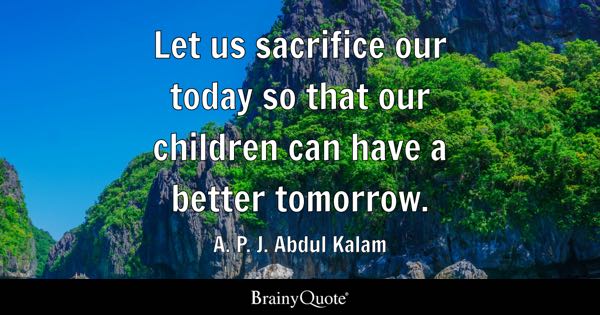 Let us sacrifice our
today so that our
children can have a
better tomorrow.
A. P. J. Abdul Kalam
BrainyQuote®